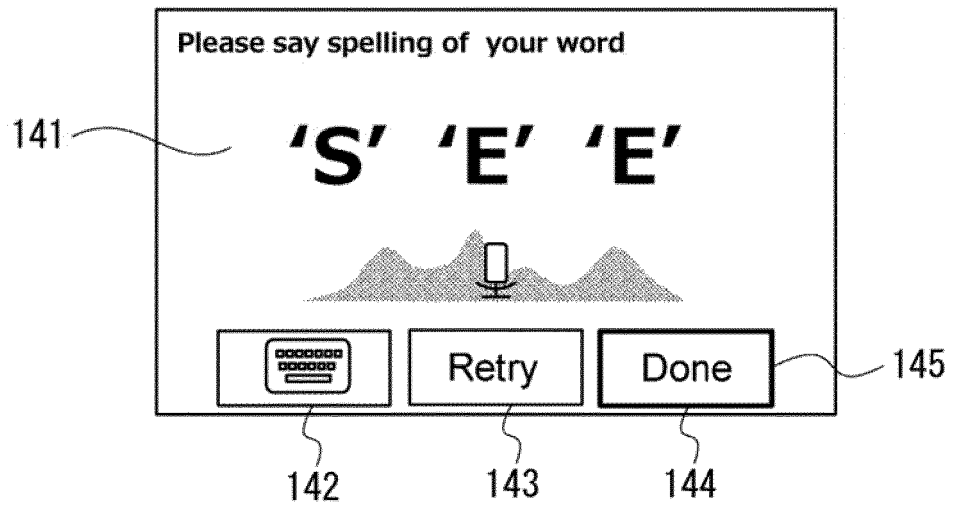 Please say spelling of your word
141
‘S’ ‘E’ ‘E’
Retry
Done
145
142
143
144